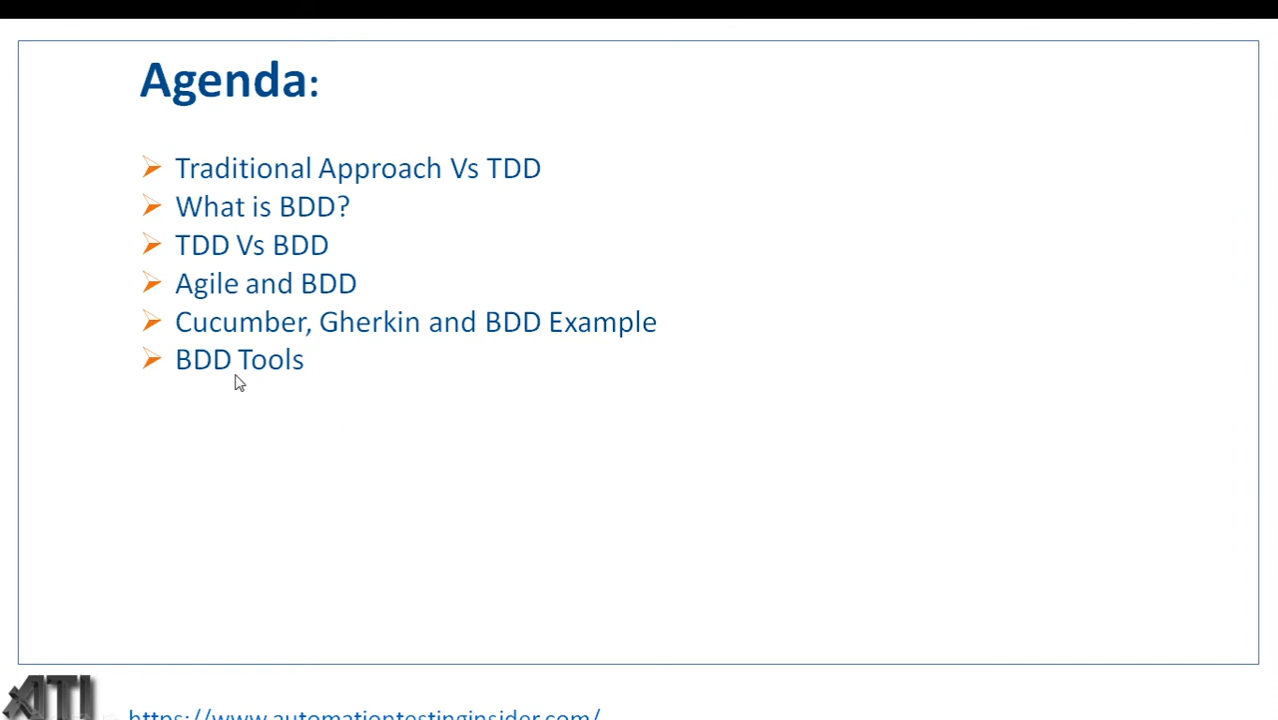 Agenda:
Traditional Approach Vs TDD
What is BDD?
TDD Vs BDD
Agile and BDD
Cucumber, Gherkin and BDD Example
BDD Tools
ATI
https://www.automationtestinginsider.com/